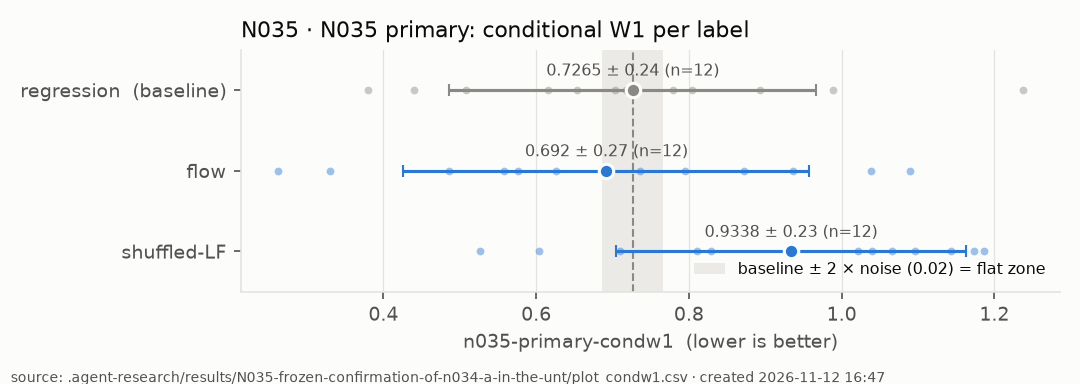 N035 · N035 primary: conditional W1 per label
regression (baseline)
0.7265 ± 0.24 (n=12)
flow
0.692 ± 0.27 (n=12)
shuffled-LF
0.9338 ± 0.23 (n=12)
baseline ± 2 × noise (0.02) = flat zone
0.4 0.6 0.8 1.0 1.2
n035-primary-condw1 (lower is better)
source: .agent-research/results/N035-frozen-confirmation-of-n034-a-in-the-unt/plot_condw1.csv · created 2026-11-12 16:47